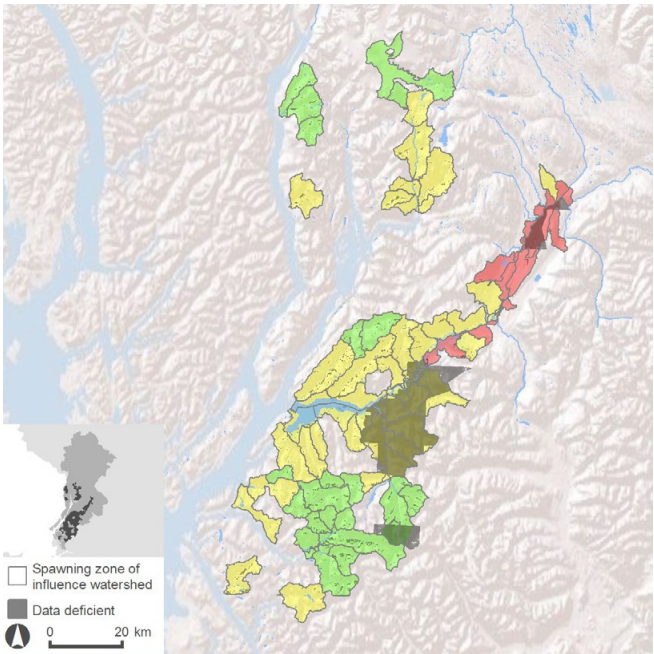 Spawning zone of
influence watershed
Data deficient
0 20 km